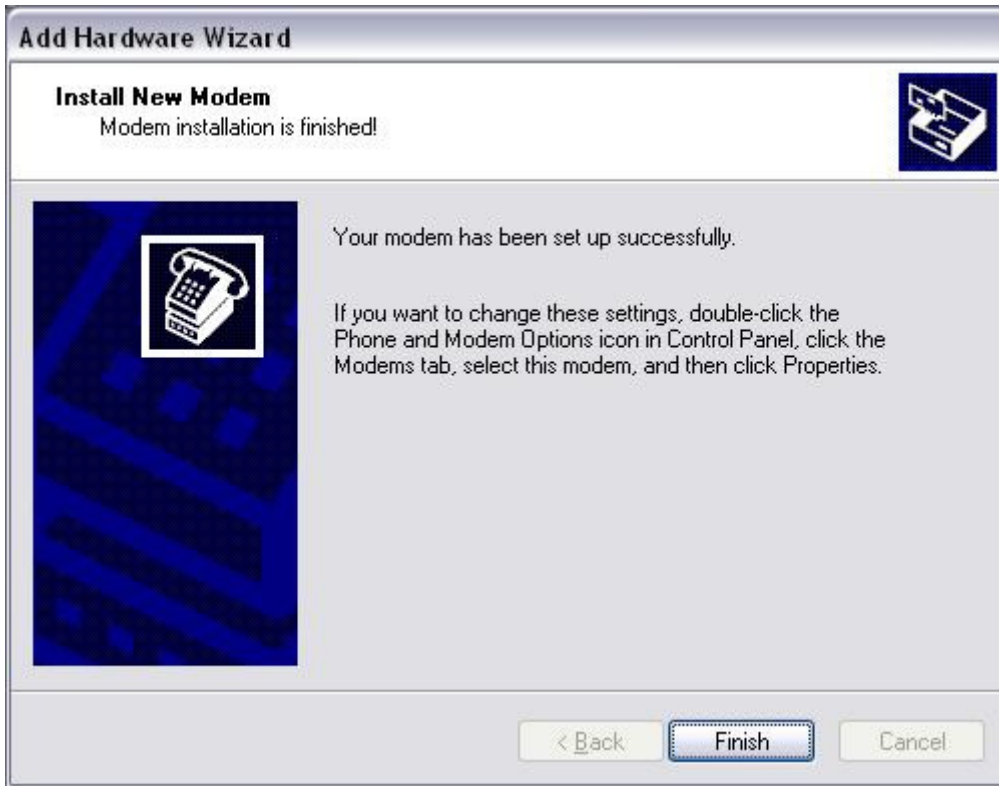 Add Hardware Wizard
Install New Modem
Modem installation is finished!
Your modem has been set up successfully.
If you want to change these settings, double-click the
Phone and Modem Options icon in Control Panel, click the
Modems tab, select this modem, and then click Properties.
< Back
Finish
Cancel